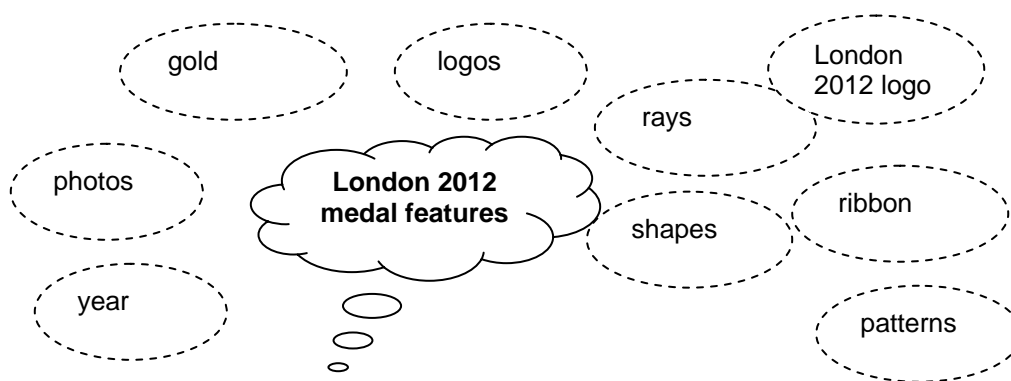 gold
logos
London
2012 logo
rays
photos
London 2012
medal features
ribbon
shapes
year
patterns